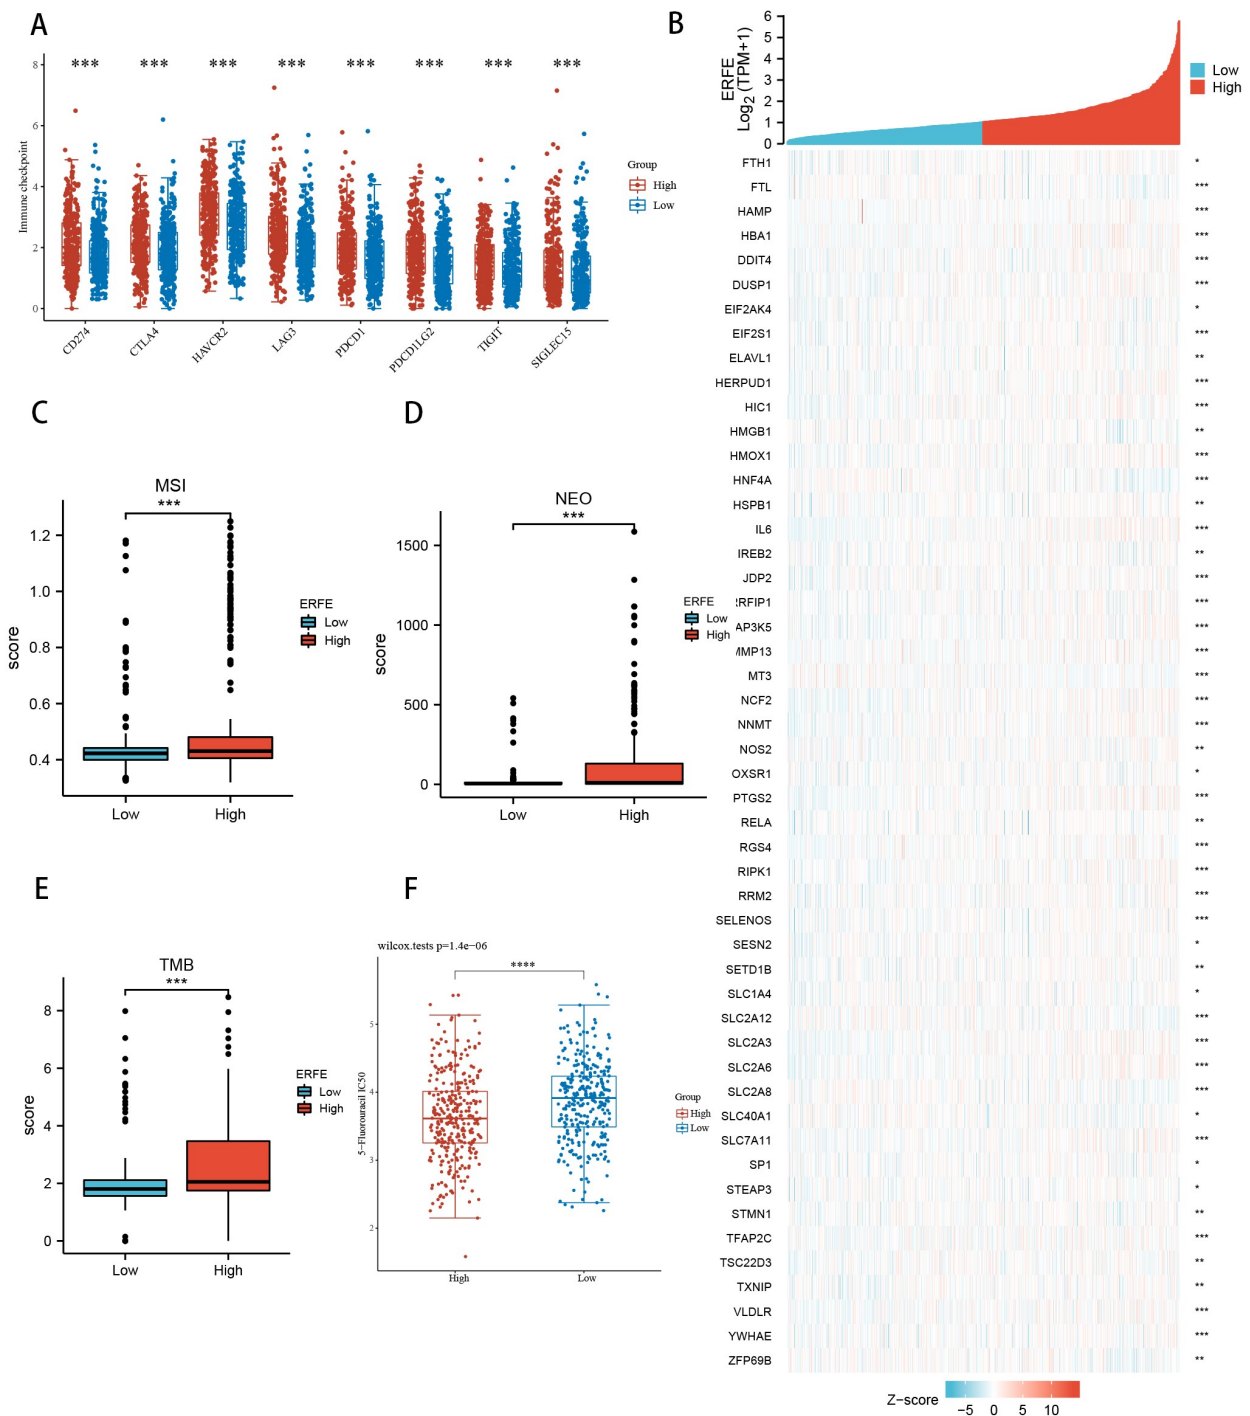 A
***
***
***
***
***
***
***
***
8
6
4
2
0
Immune checkpoint
CD274
CTLA4
HAVCR2
LAG3
PDCD1
PDCD1LG2
TIGIT
SIGLEC15
Group
High
Low
B
6
5
4
3
2
1
0
ERFE
Log2 (TPM+1)
Low
High
FTH1 *
FTL ***
HAMP ***
HBA1 ***
DDIT4 ***
DUSP1 ***
EIF2AK4 *
EIF2S1 ***
ELAVL1 **
HERPUD1 ***
HIC1 ***
HMGB1 **
HMOX1 ***
HNF4A ***
HSPB1 **
IL6 ***
IREB2 **
JDP2 ***
RRFIP1 ***
AP3K5 ***
MMP13 ***
MT3 ***
NCF2 ***
NNMT ***
NOS2 **
OXSR1 *
PTGS2 ***
RELA **
RGS4 ***
RIPK1 ***
RRM2 ***
SELENOS ***
SESN2 *
SETD1B **
SLC1A4 *
SLC2A12 ***
SLC2A3 ***
SLC2A6 ***
SLC2A8 ***
SLC40A1 *
SLC7A11 ***
SP1 *
STEAP3 *
STMN1 **
TFAP2C ***
TSC22D3 **
TXNIP **
VLDLR ***
YWHAE ***
ZFP69B **
Z−score
−5 0 5 10
C
MSI
***
1.2
1.0
0.8
0.6
0.4
score
Low
High
ERFE
Low
High
D
NEO
***
1500
1000
500
0
score
Low
High
ERFE
Low
High
E
TMB
***
8
6
4
2
0
score
Low
High
ERFE
Low
High
F
wilcox.tests p=1.4e−06
****
5
4
3
2
5−Fluorouracil IC50
High
Low
Group
High
Low